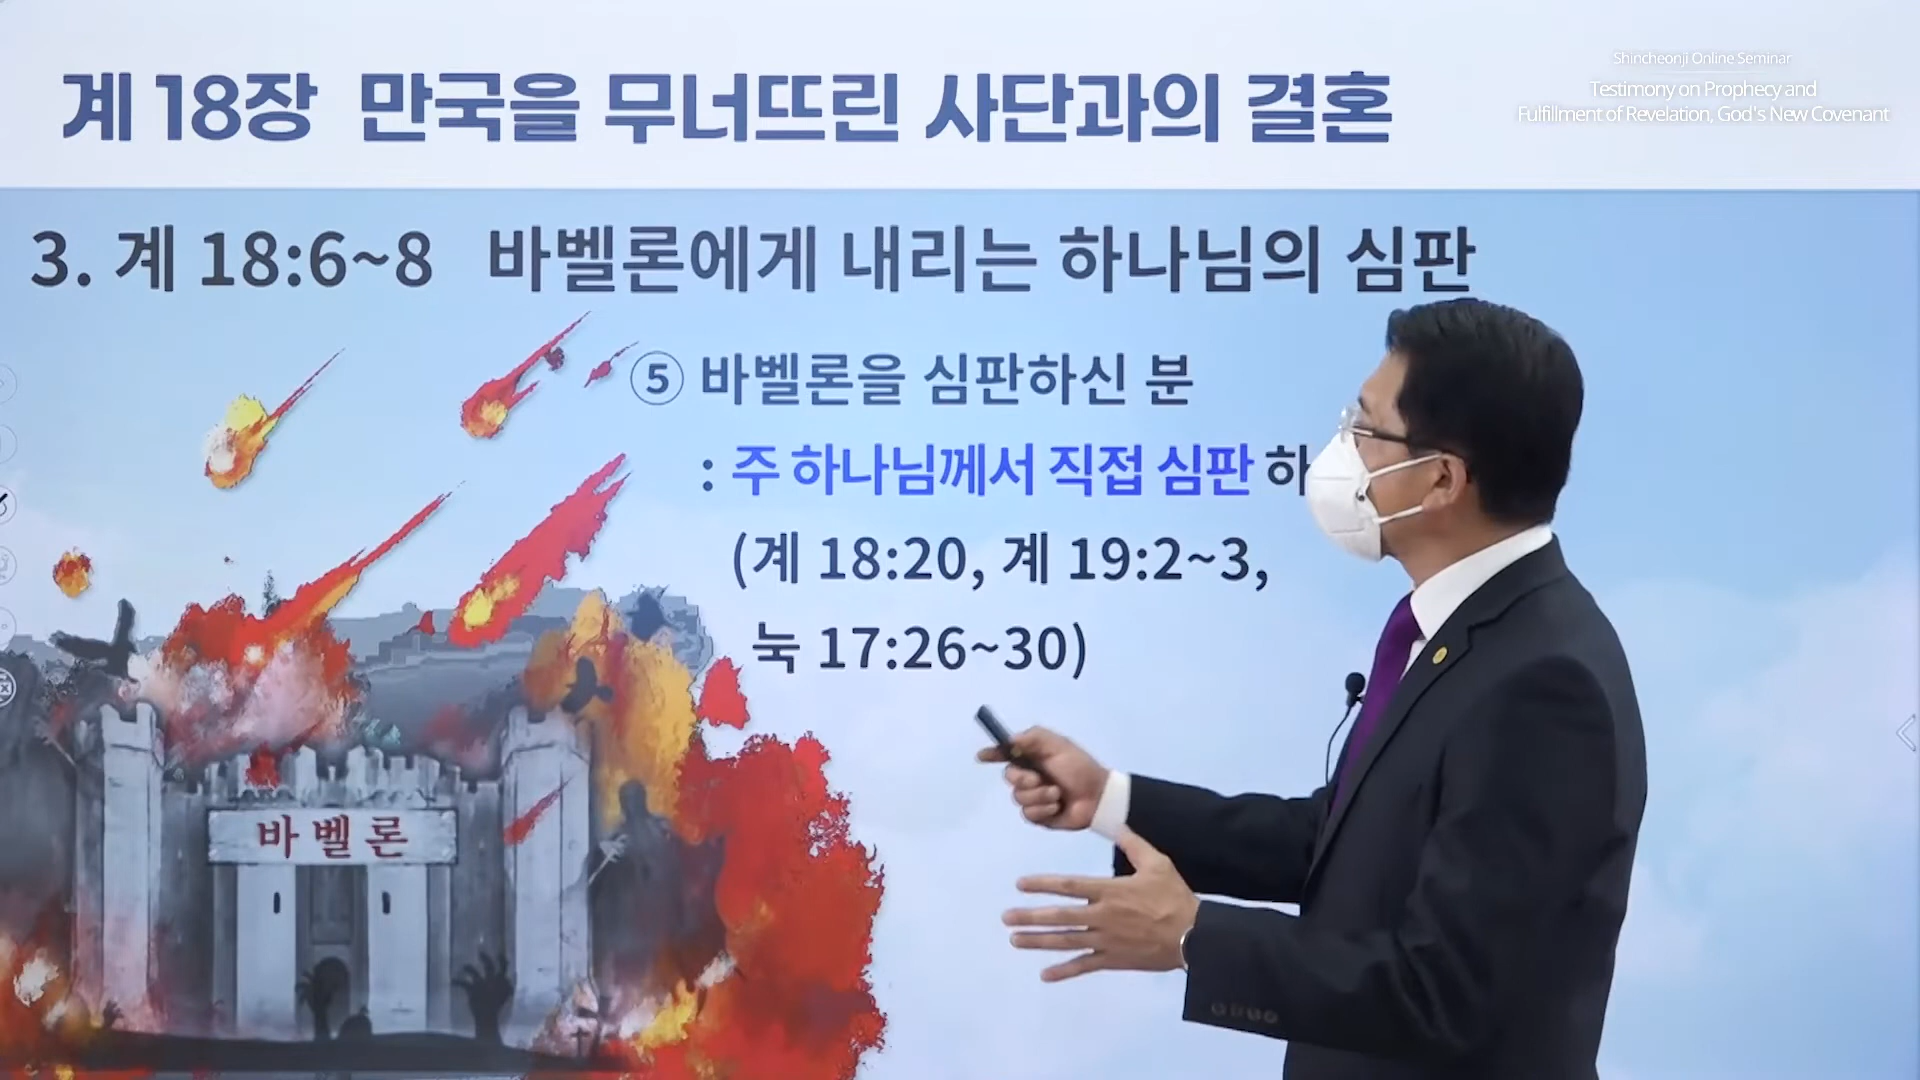 계 18장 만국을 무너뜨린 사단과의 결혼
Shincheonji Online Seminar
Testimony on Prophecy and
Fulfillment of Revelation, God's New Covenant
3. 계 18:6~8 바벨론에게 내리는 하나님의 심판
⑤ 바벨론을 심판하신 분
: 주 하나님께서 직접 심판 하
(계 18:20, 계 19:2~3,
눅 17:26~30)
바벨론